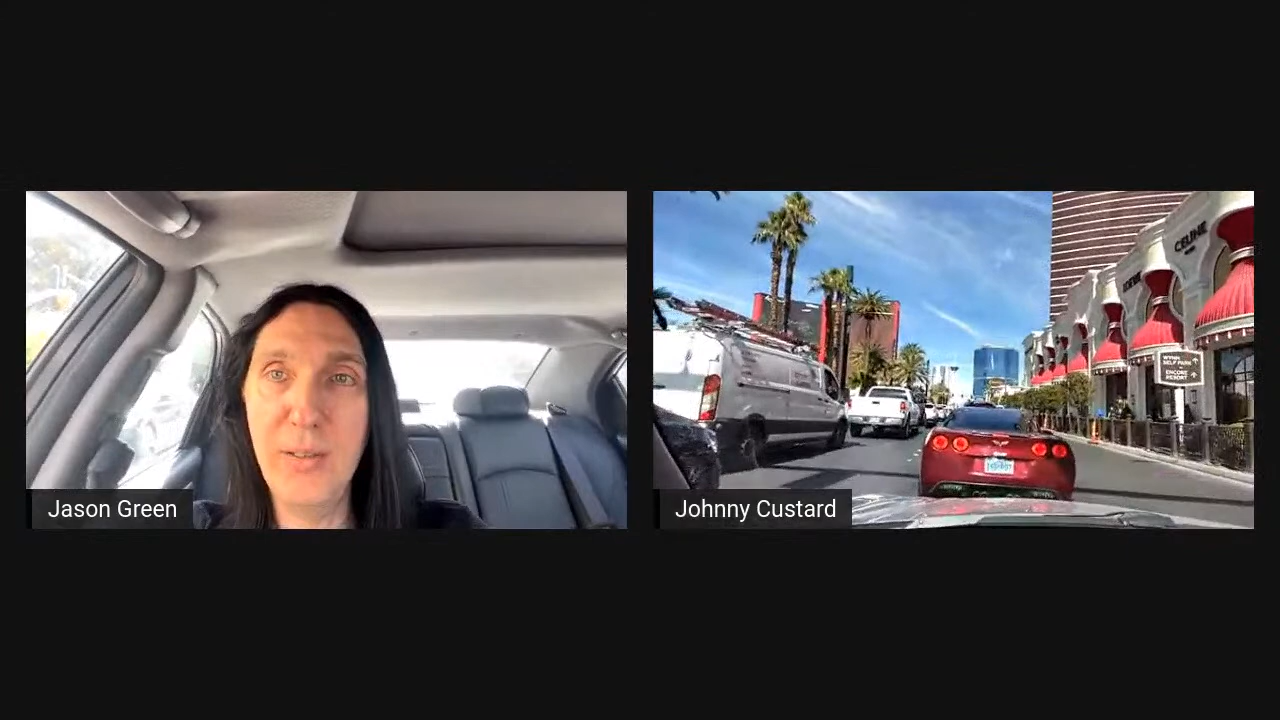 CELINE
WYNN
SELF PARK
ENCORE
RESORT
Jason Green
Johnny Custard